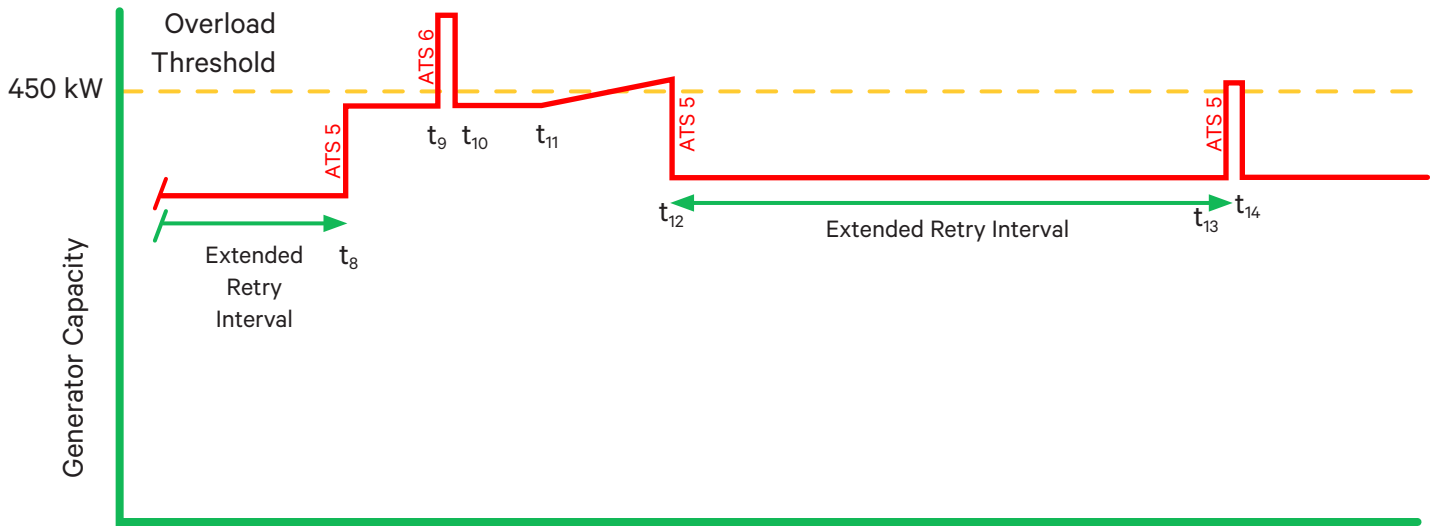 Overload
Threshold
450 kW
ATS 6
ATS 5
t₉
t₁₀
t₁₁
ATS 5
ATS 5
t₈
t₁₂
t₁₃
t₁₄
Extended
Retry
Interval
Extended Retry Interval
Generator Capacity